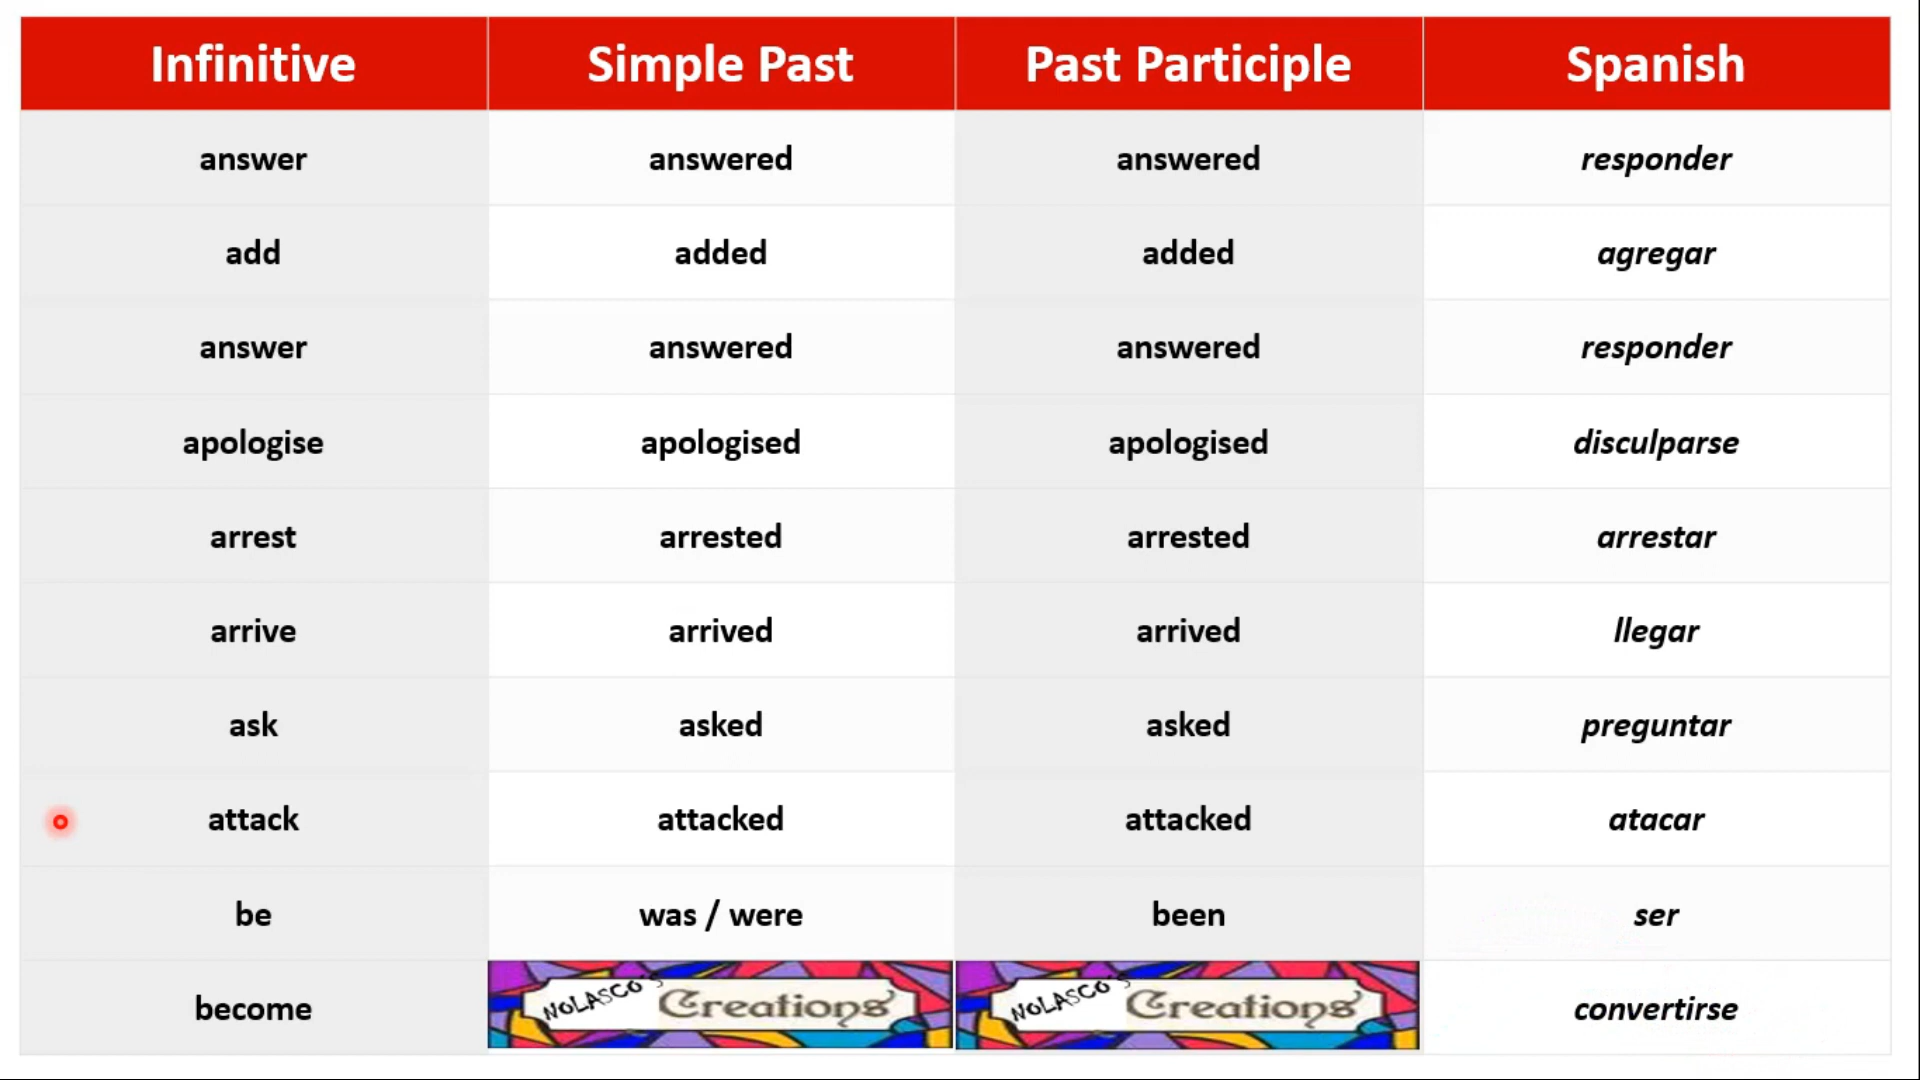 Infinitive Simple Past Past Participle Spanish
answer answered answered responder
add added added agregar
answer answered answered responder
apologise apologised apologised disculparse
arrest arrested arrested arrestar
arrive arrived arrived llegar
ask asked asked preguntar
attack attacked attacked atacar
be was / were been ser
become NOLASCO'S Creations NOLASCO'S Creations convertirse